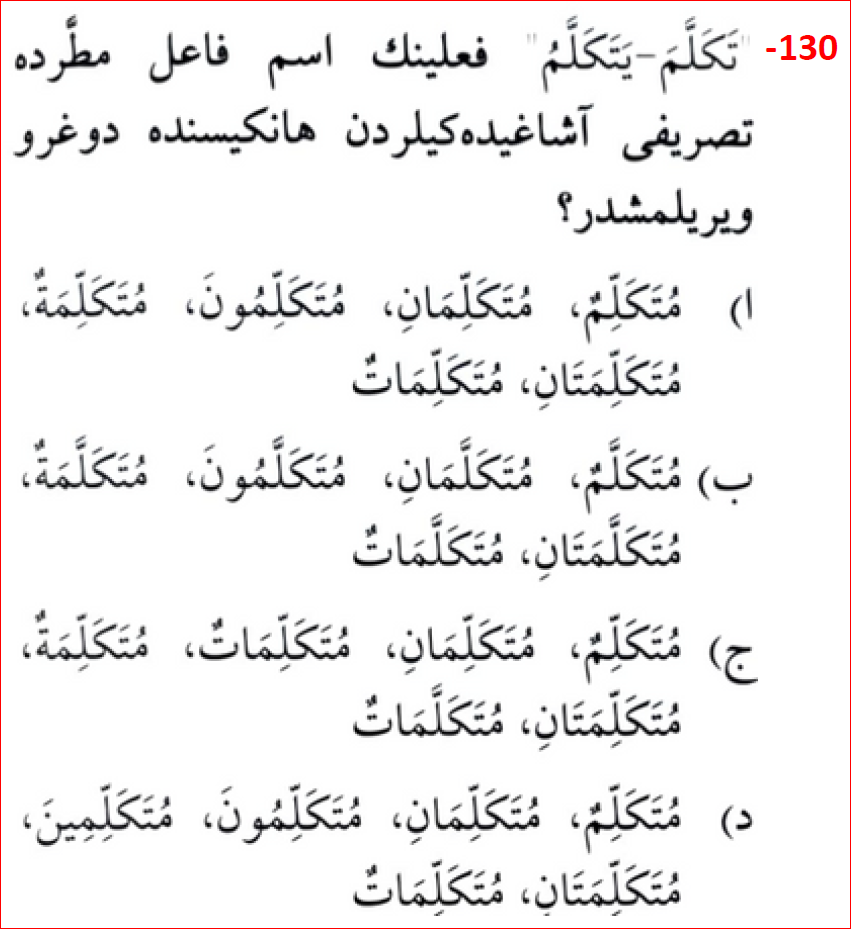 130- "تَكَلَّمَ-يَتَكَلَّمُ" فعلينك اسم فاعل مطَّرده
تصريفى آشاغيده‌كيلردن هانكيسنده دوغرو
ويريلمشدر؟
ا) مُتَكَلِّمٌ، مُتَكَلِّمَانِ، مُتَكَلِّمُونَ، مُتَكَلِّمَةٌ،
مُتَكَلِّمَتَانِ، مُتَكَلِّمَاتٌ
ب) مُتَكَلَّمٌ، مُتَكَلَّمَانِ، مُتَكَلَّمُونَ، مُتَكَلَّمَةٌ،
مُتَكَلَّمَتَانِ، مُتَكَلَّمَاتٌ
ج) مُتَكَلِّمٌ، مُتَكَلِّمَانِ، مُتَكَلِّمَاتٌ، مُتَكَلِّمَةٌ،
مُتَكَلِّمَتَانِ، مُتَكَلَّمَاتٌ
د) مُتَكَلِّمٌ، مُتَكَلِّمَانِ، مُتَكَلِّمُونَ، مُتَكَلِّمِينَ،
مُتَكَلِّمَتَانِ، مُتَكَلِّمَاتٌ